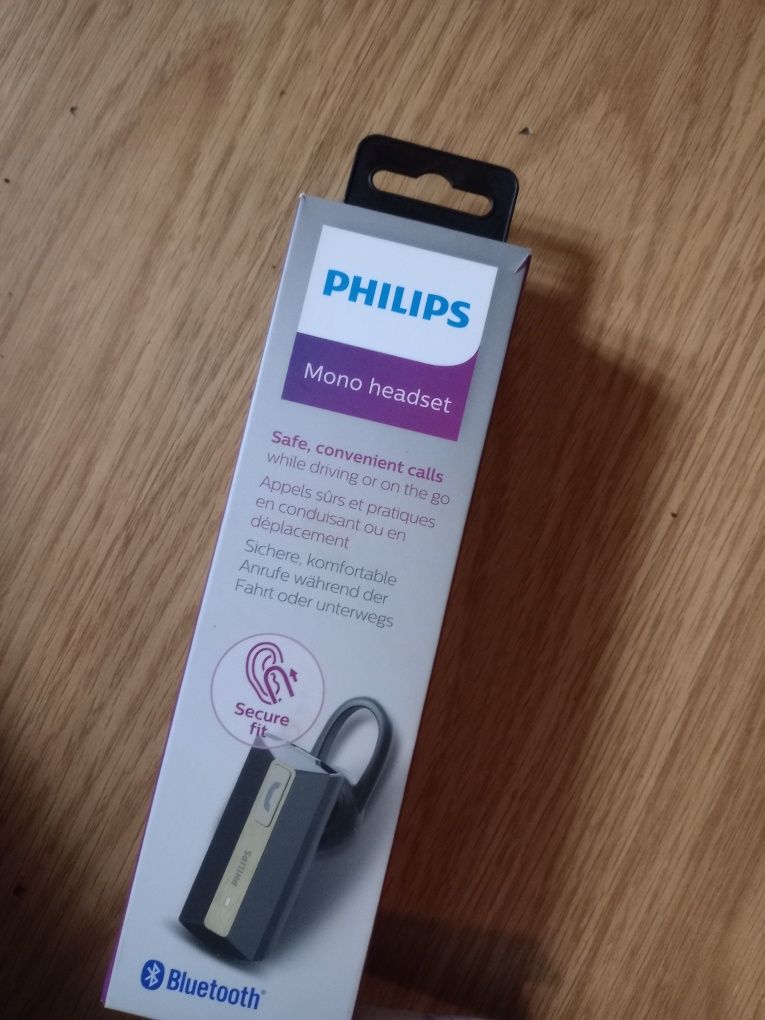 PHILIPS
Mono headset
Safe, convenient calls
while driving or on the go
Appels sûrs et pratiques
en conduisant ou en
déplacement
Sichere, komfortable
Anrufe während der
Fahrt oder unterwegs
Secure
fit
PHILIPS
Bluetooth®